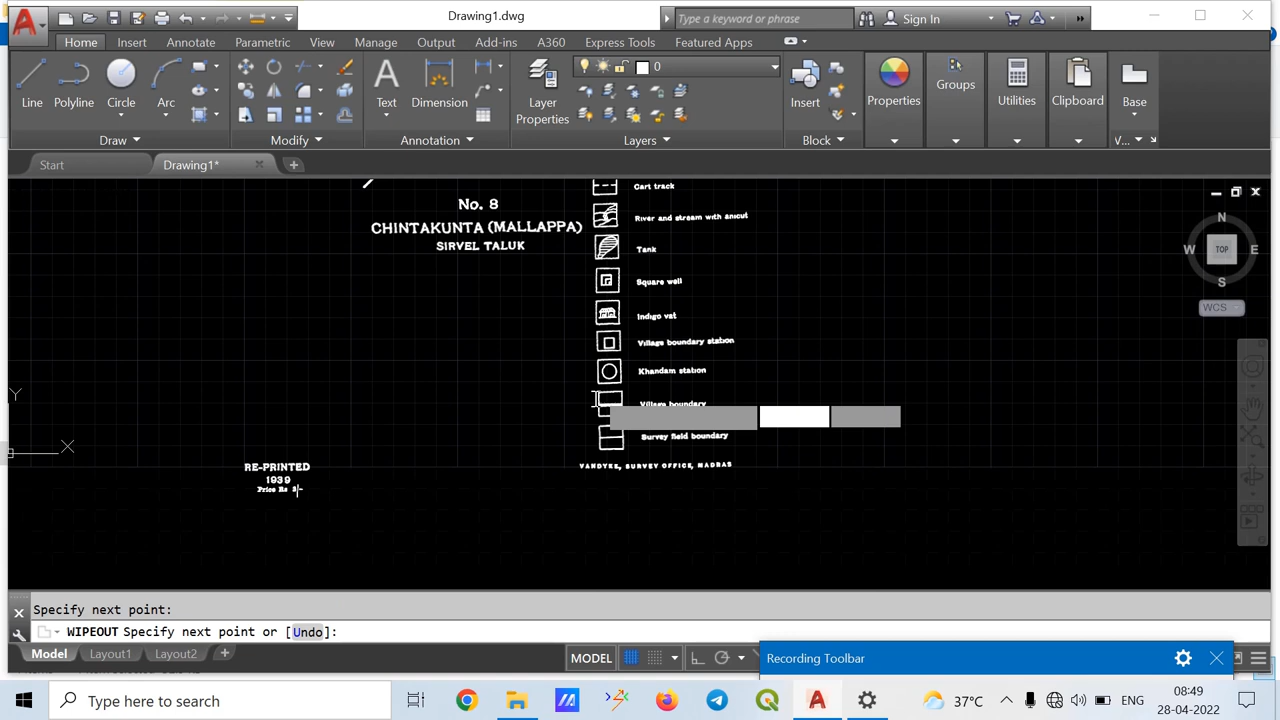 Drawing1.dwg
Type a keyword or phrase
Sign In
Home Insert Annotate Parametric View Manage Output Add-ins A360 Express Tools Featured Apps
0
Line Polyline Circle Arc
Text Dimension
Layer Properties
Insert
Properties Groups Utilities Clipboard Base
Draw Modify Annotation Layers Block V...
Start Drawing1*
Cart track
No. 8
CHINTAKUNTA (MALLAPPA)
SIRVEL TALUK
River and stream with anicut
Tank
Square well
Indigo vat
Village boundary station
Khandam station
Village boundary
Survey field boundary
VANDYKE, SURVEY OFFICE, MADRAS
RE-PRINTED
1939
Price Rs
N
W TOP E
S
WCS
Y
X
Specify next point:
WIPEOUT Specify next point or [Undo]:
Model Layout1 Layout2
MODEL
Recording Toolbar
Type here to search
37°C
ENG
08:49
28-04-2022